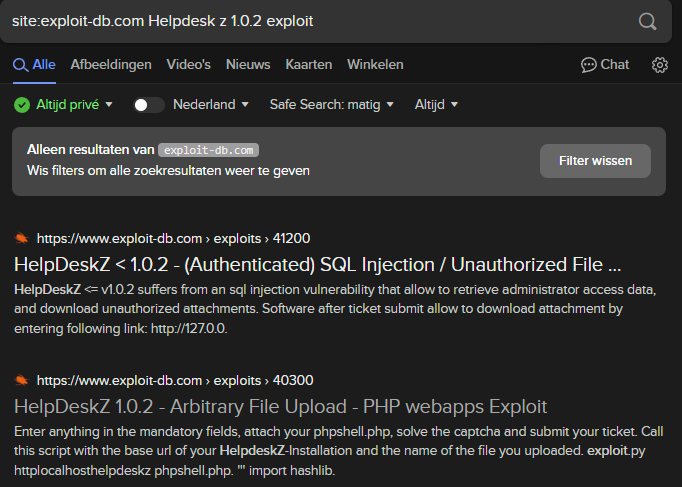 site:exploit-db.com Helpdesk z 1.0.2 exploit
Alle Afbeeldingen Video's Nieuws Kaarten Winkelen Chat
Altijd privé Nederland Safe Search: matig Altijd
Alleen resultaten van exploit-db.com
Wis filters om alle zoekresultaten weer te geven
Filter wissen
https://www.exploit-db.com › exploits › 41200
HelpDeskZ < 1.0.2 - (Authenticated) SQL Injection / Unauthorized File ...
HelpDeskZ <= v1.0.2 suffers from an sql injection vulnerability that allow to retrieve administrator access data,
and download unauthorized attachments. Software after ticket submit allow to download attachment by
entering following link: http://127.0.0.
https://www.exploit-db.com › exploits › 40300
HelpDeskZ 1.0.2 - Arbitrary File Upload - PHP webapps Exploit
Enter anything in the mandatory fields, attach your phpshell.php, solve the captcha and submit your ticket. Call
this script with the base url of your HelpdeskZ-Installation and the name of the file you uploaded. exploit.py
httplocalhosthelpdeskz phpshell.php. "' import hashlib.